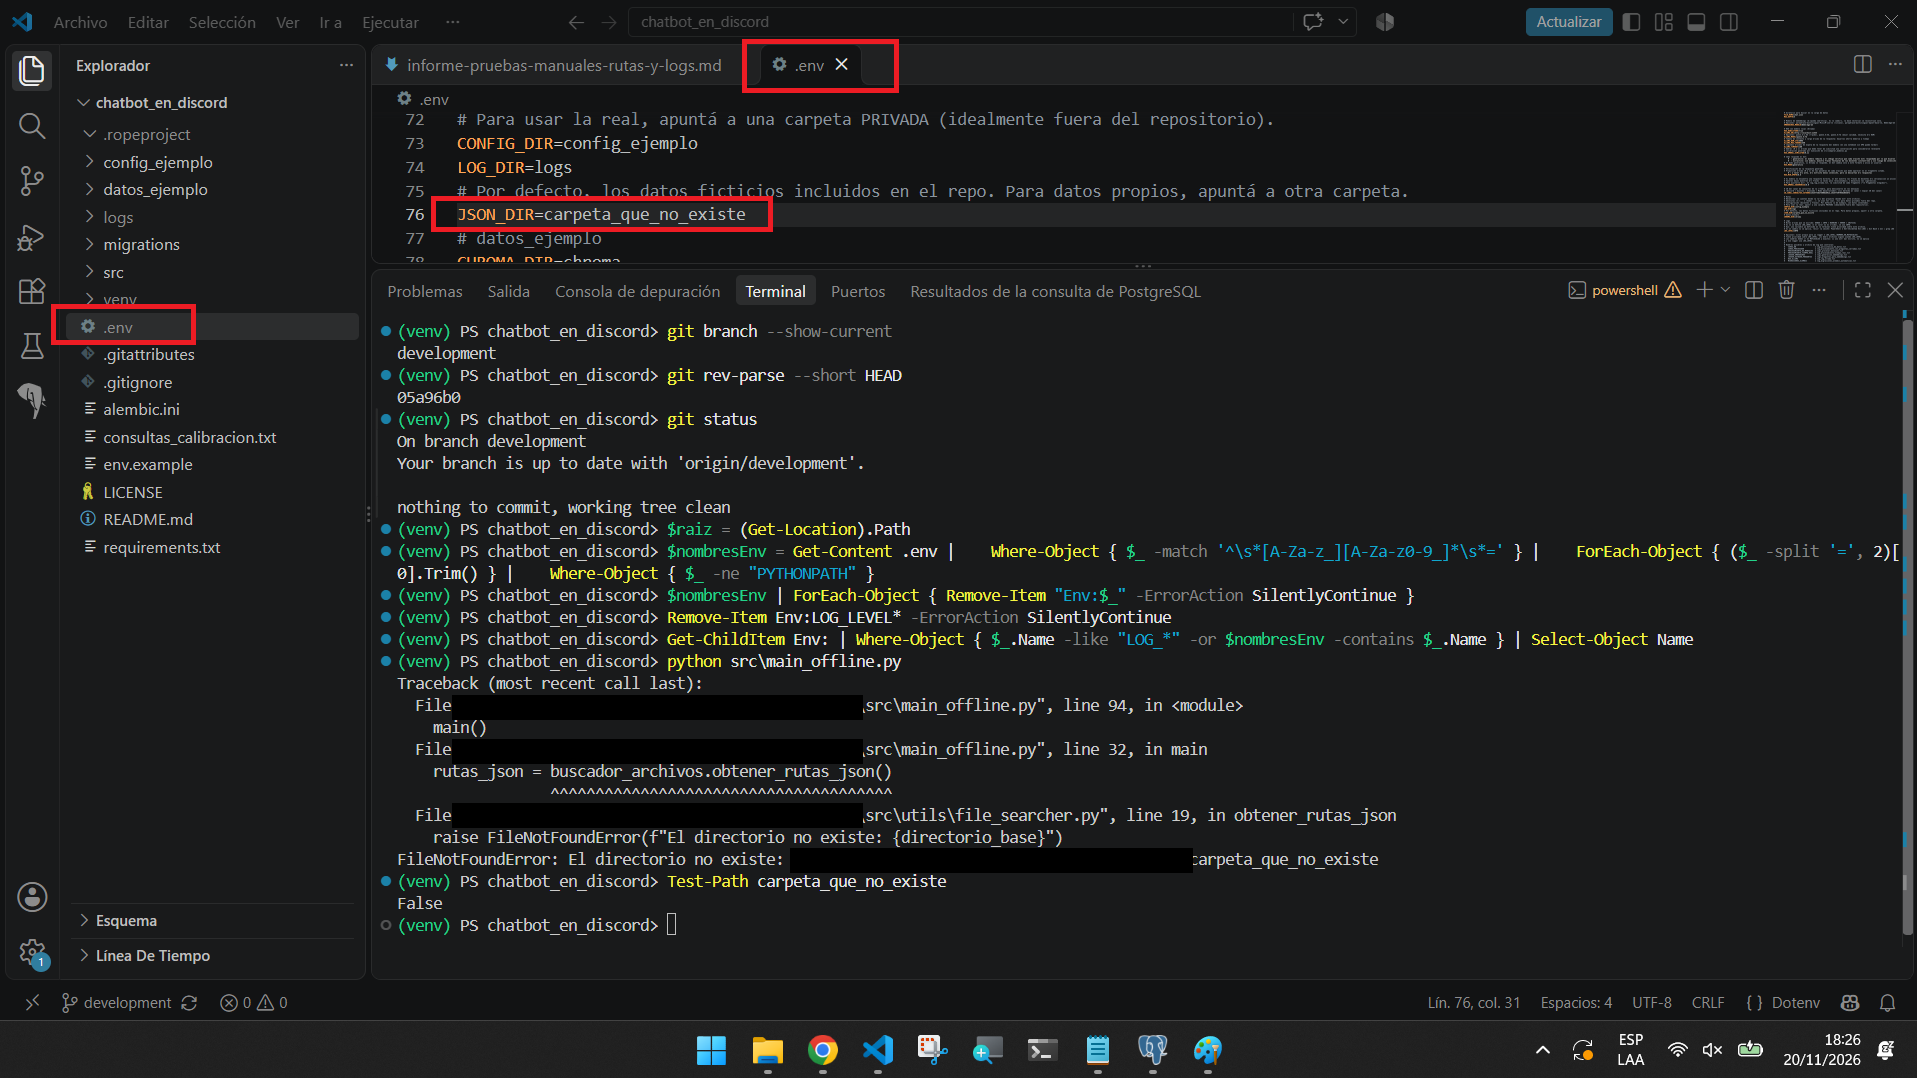 Archivo Editar Selección Ver Ir a Ejecutar ···
chatbot_en_discord
Actualizar
Explorador ···
chatbot_en_discord
.ropeproject
config_ejemplo
datos_ejemplo
logs
migrations
src
venv
.env
.gitattributes
.gitignore
alembic.ini
consultas_calibracion.txt
env.example
LICENSE
README.md
requirements.txt
Esquema
Línea De Tiempo
1
informe-pruebas-manuales-rutas-y-logs.md
.env
.env
72 # Para usar la real, apuntá a una carpeta PRIVADA (idealmente fuera del repositorio).
73 CONFIG_DIR=config_ejemplo
74 LOG_DIR=logs
75 # Por defecto, los datos ficticios incluidos en el repo. Para datos propios, apuntá a otra carpeta.
76 JSON_DIR=carpeta_que_no_existe
77 # datos_ejemplo
78 CHROMA_DIR=chroma
Problemas Salida Consola de depuración Terminal Puertos Resultados de la consulta de PostgreSQL
powershell
(venv) PS chatbot_en_discord> git branch --show-current
development
(venv) PS chatbot_en_discord> git rev-parse --short HEAD
05a96b0
(venv) PS chatbot_en_discord> git status
On branch development
Your branch is up to date with 'origin/development'.
nothing to commit, working tree clean
(venv) PS chatbot_en_discord> $raiz = (Get-Location).Path
(venv) PS chatbot_en_discord> $nombresEnv = Get-Content .env |    Where-Object { $_ -match '^\s*[A-Za-z_][A-Za-z0-9_]*\s*=' } |    ForEach-Object { ($_ -split '=', 2)[
0].Trim() } |    Where-Object { $_ -ne "PYTHONPATH" }
(venv) PS chatbot_en_discord> $nombresEnv | ForEach-Object { Remove-Item "Env:$_" -ErrorAction SilentlyContinue }
(venv) PS chatbot_en_discord> Remove-Item Env:LOG_LEVEL* -ErrorAction SilentlyContinue
(venv) PS chatbot_en_discord> Get-ChildItem Env: | Where-Object { $_.Name -like "LOG_*" -or $nombresEnv -contains $_.Name } | Select-Object Name
(venv) PS chatbot_en_discord> python src\main_offline.py
Traceback (most recent call last):
File \src\main_offline.py", line 94, in <module>
main()
File \src\main_offline.py", line 32, in main
rutas_json = buscador_archivos.obtener_rutas_json()
^^^^^^^^^^^^^^^^^^^^^^^^^^^^^^^^^^^^^^
File \src\utils\file_searcher.py", line 19, in obtener_rutas_json
raise FileNotFoundError(f"El directorio no existe: {directorio_base}")
FileNotFoundError: El directorio no existe: carpeta_que_no_existe
(venv) PS chatbot_en_discord> Test-Path carpeta_que_no_existe
False
(venv) PS chatbot_en_discord>
development 0 0
Lín. 76, col. 31 Espacios: 4 UTF-8 CRLF { } Dotenv
ESP
LAA
18:26
20/11/2026